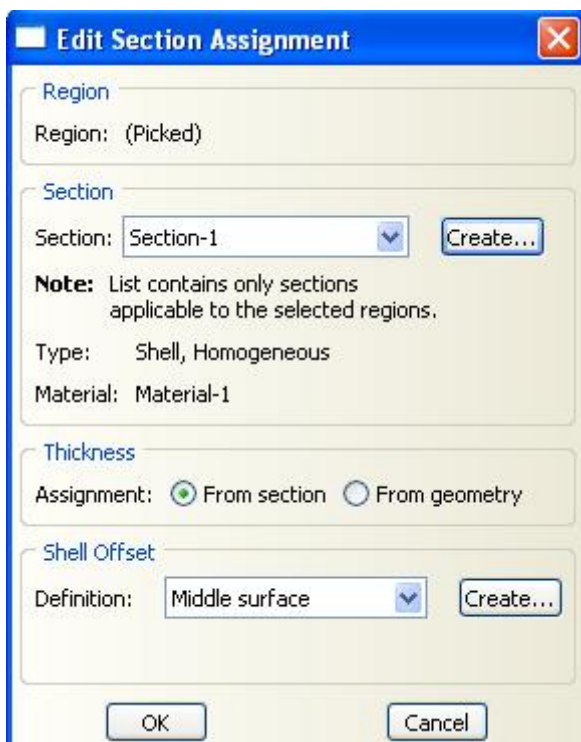 Edit Section Assignment
Region
Region: (Picked)
Section
Section: Section-1 Create...
Note: List contains only sections
applicable to the selected regions.
Type: Shell, Homogeneous
Material: Material-1
Thickness
Assignment: From section From geometry
Shell Offset
Definition: Middle surface Create...
OK Cancel